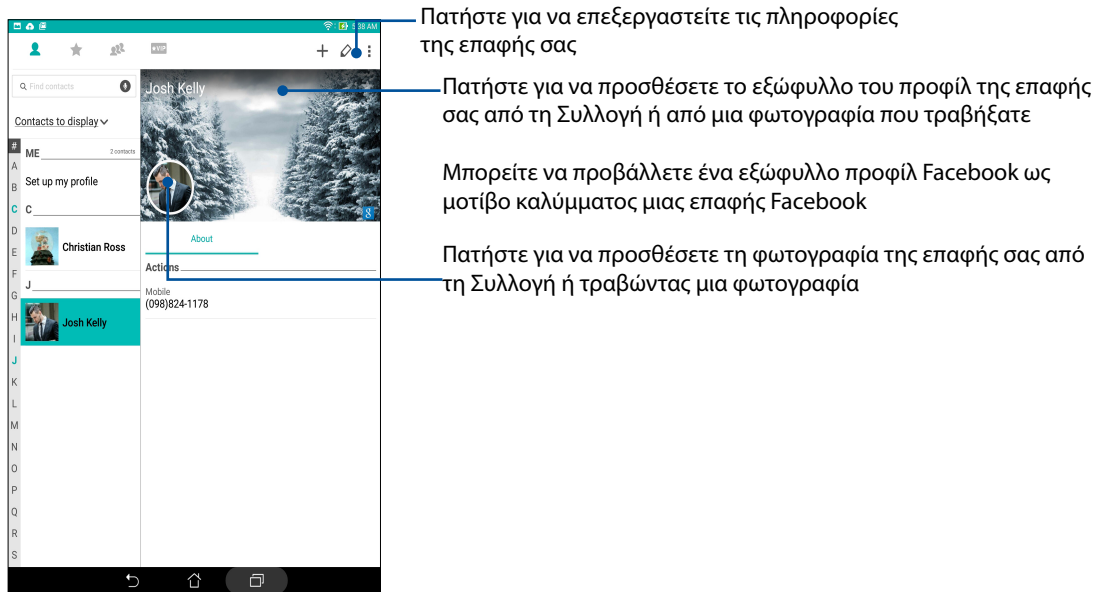 5:38 AM
Πατήστε για να επεξεργαστείτε τις πληροφορίες
της επαφής σας
VIP
Find contacts
Josh Kelly
Πατήστε για να προσθέσετε το εξώφυλλο του προφίλ της επαφής
σας από τη Συλλογή ή από μια φωτογραφία που τραβήξατε
Contacts to display
Μπορείτε να προβάλλετε ένα εξώφυλλο προφίλ Facebook ως
μοτίβο καλύμματος μιας επαφής Facebook
Πατήστε για να προσθέσετε τη φωτογραφία της επαφής σας από
τη Συλλογή ή τραβώντας μια φωτογραφία
#
A
B
C
D
E
F
G
H
I
J
K
L
M
N
O
P
Q
R
S
ME 2 contacts
Set up my profile
C
Christian Ross
J
Josh Kelly
g
About
Actions
Mobile
(098)824-1178